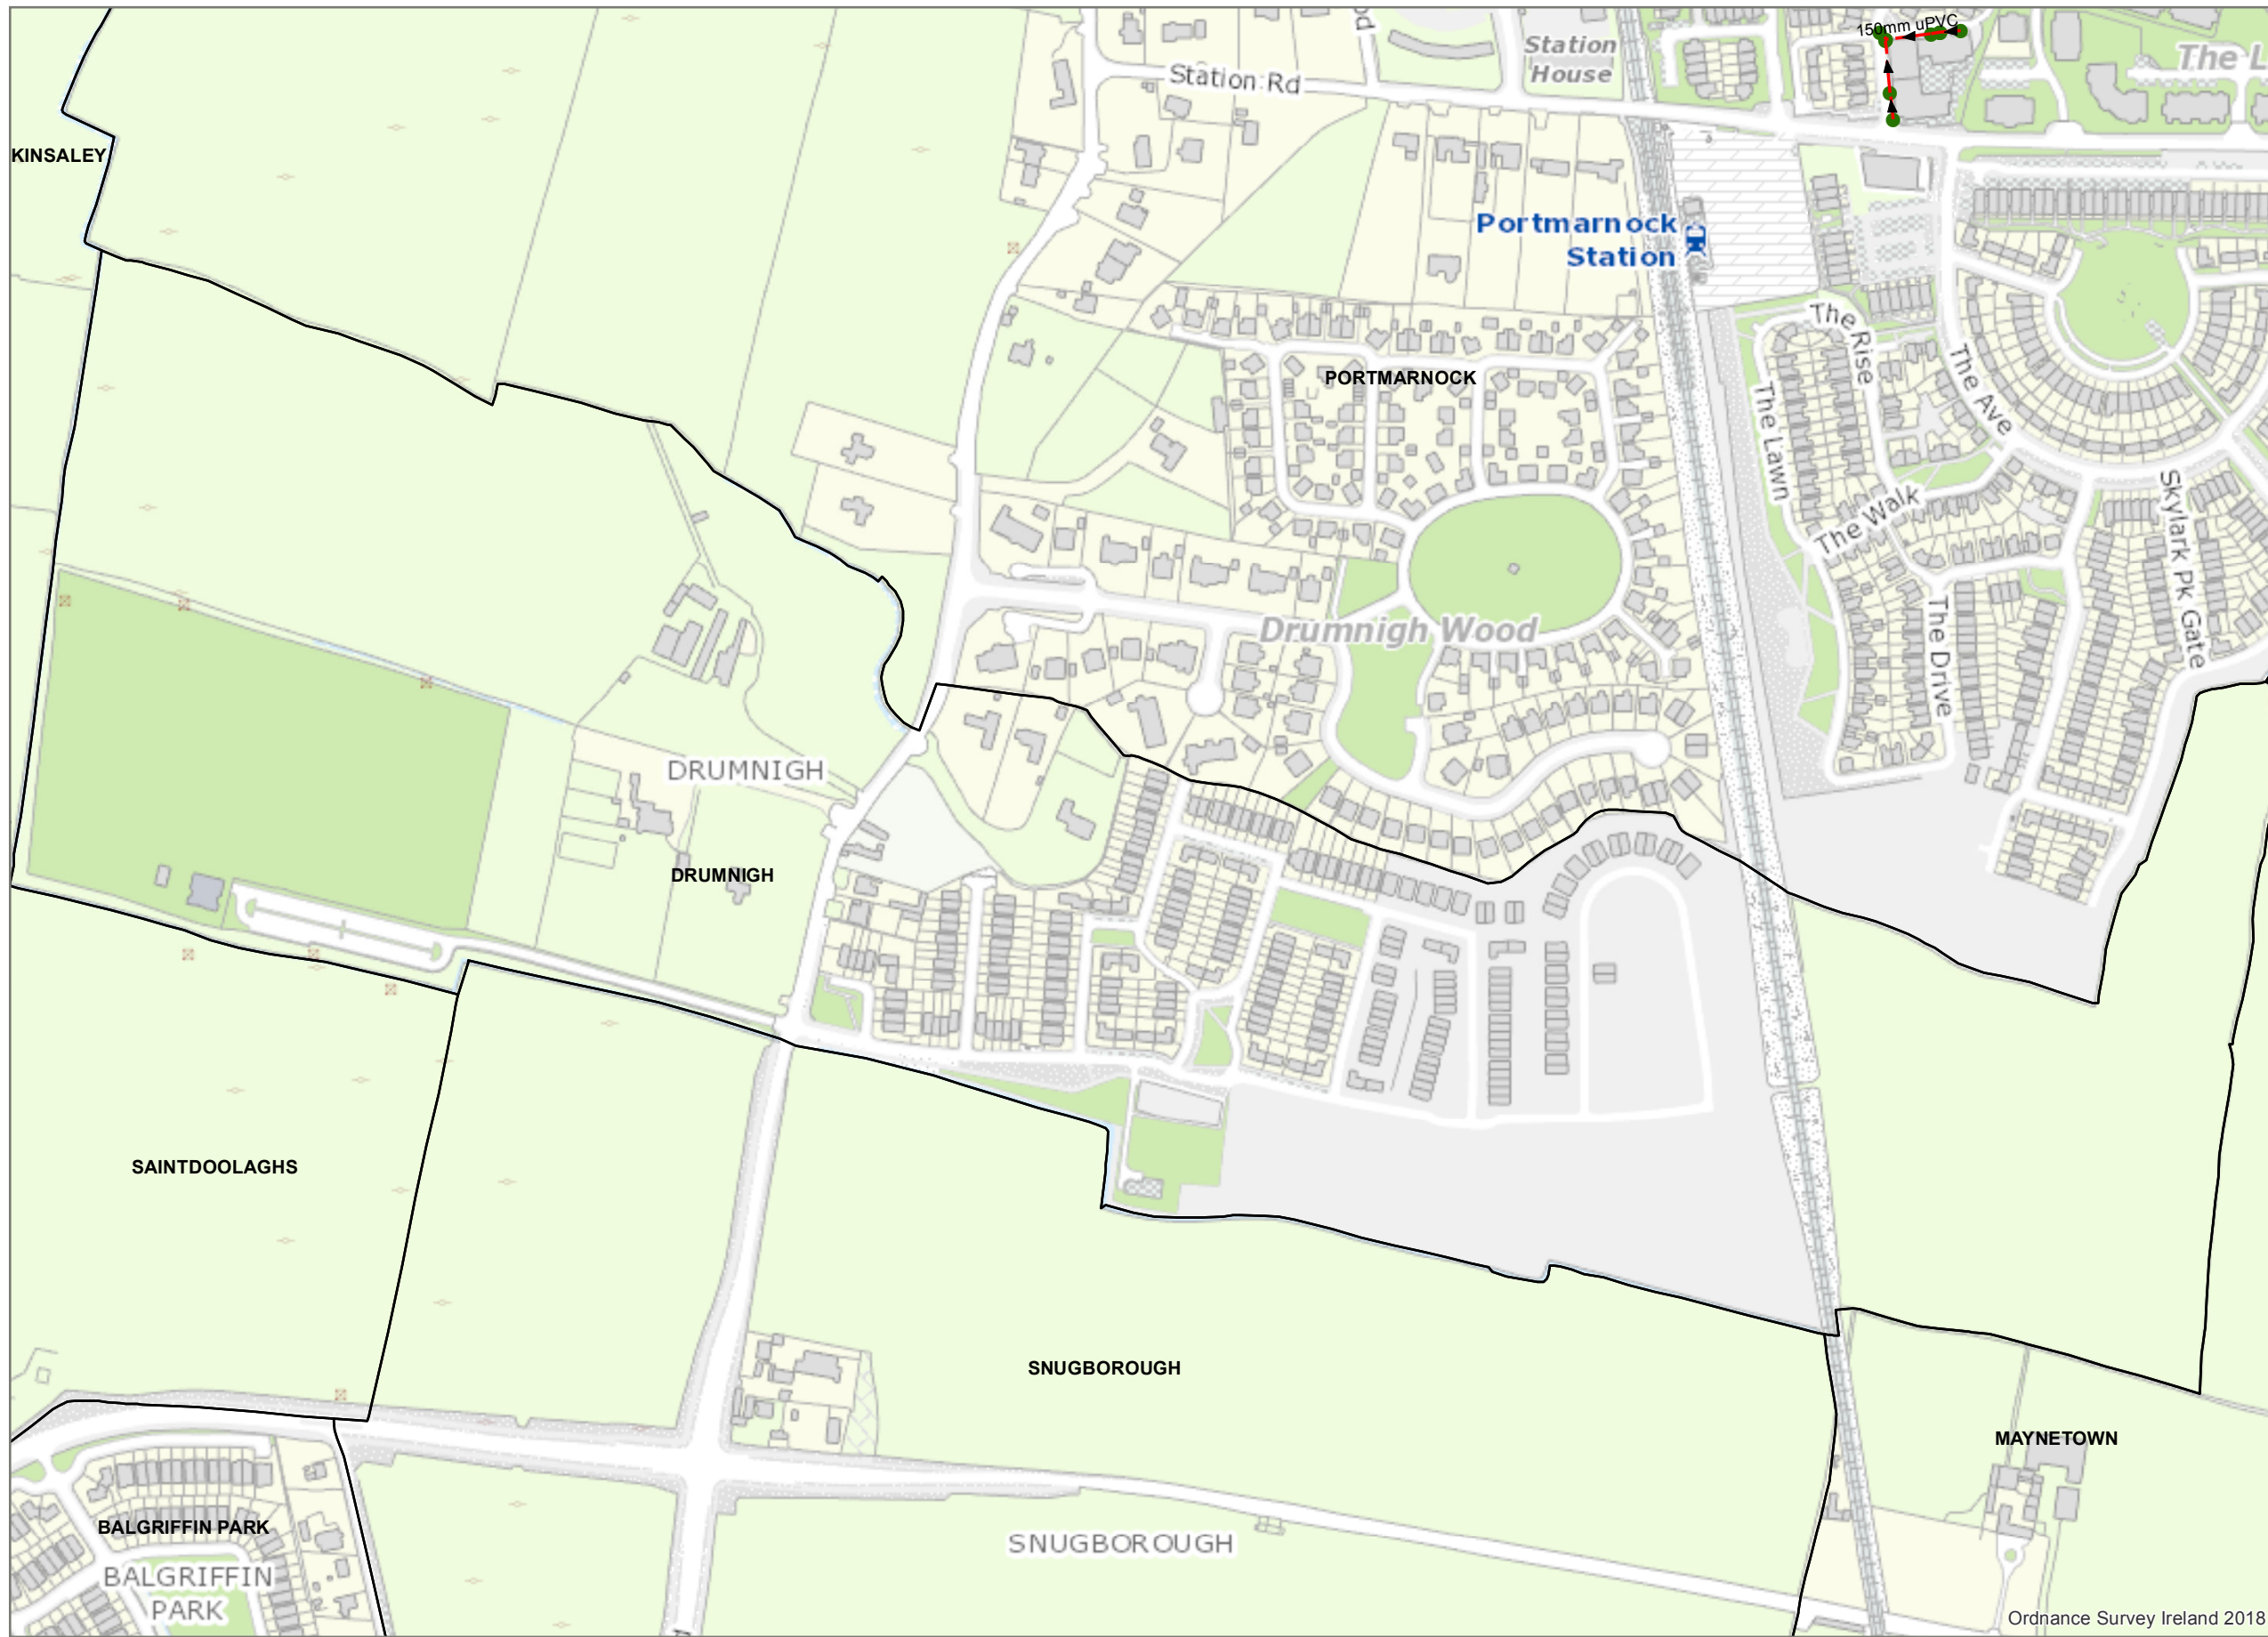 150mm uPVC
Station
House
Station Rd
The L
KINSALEY
Portmarnock
Station
The Rise
PORTMARNOCK
The Ave
The Lawn
The Walk
Skylark Pk Gate
Drumnigh Wood
The Drive
DRUMNIGH
DRUMNIGH
SAINTDOOLAGHS
SNUGBOROUGH
MAYNETOWN
BALGRIFFIN PARK
SNUGBOROUGH
BALGRIFFIN
PARK
Ordnance Survey Ireland 2018